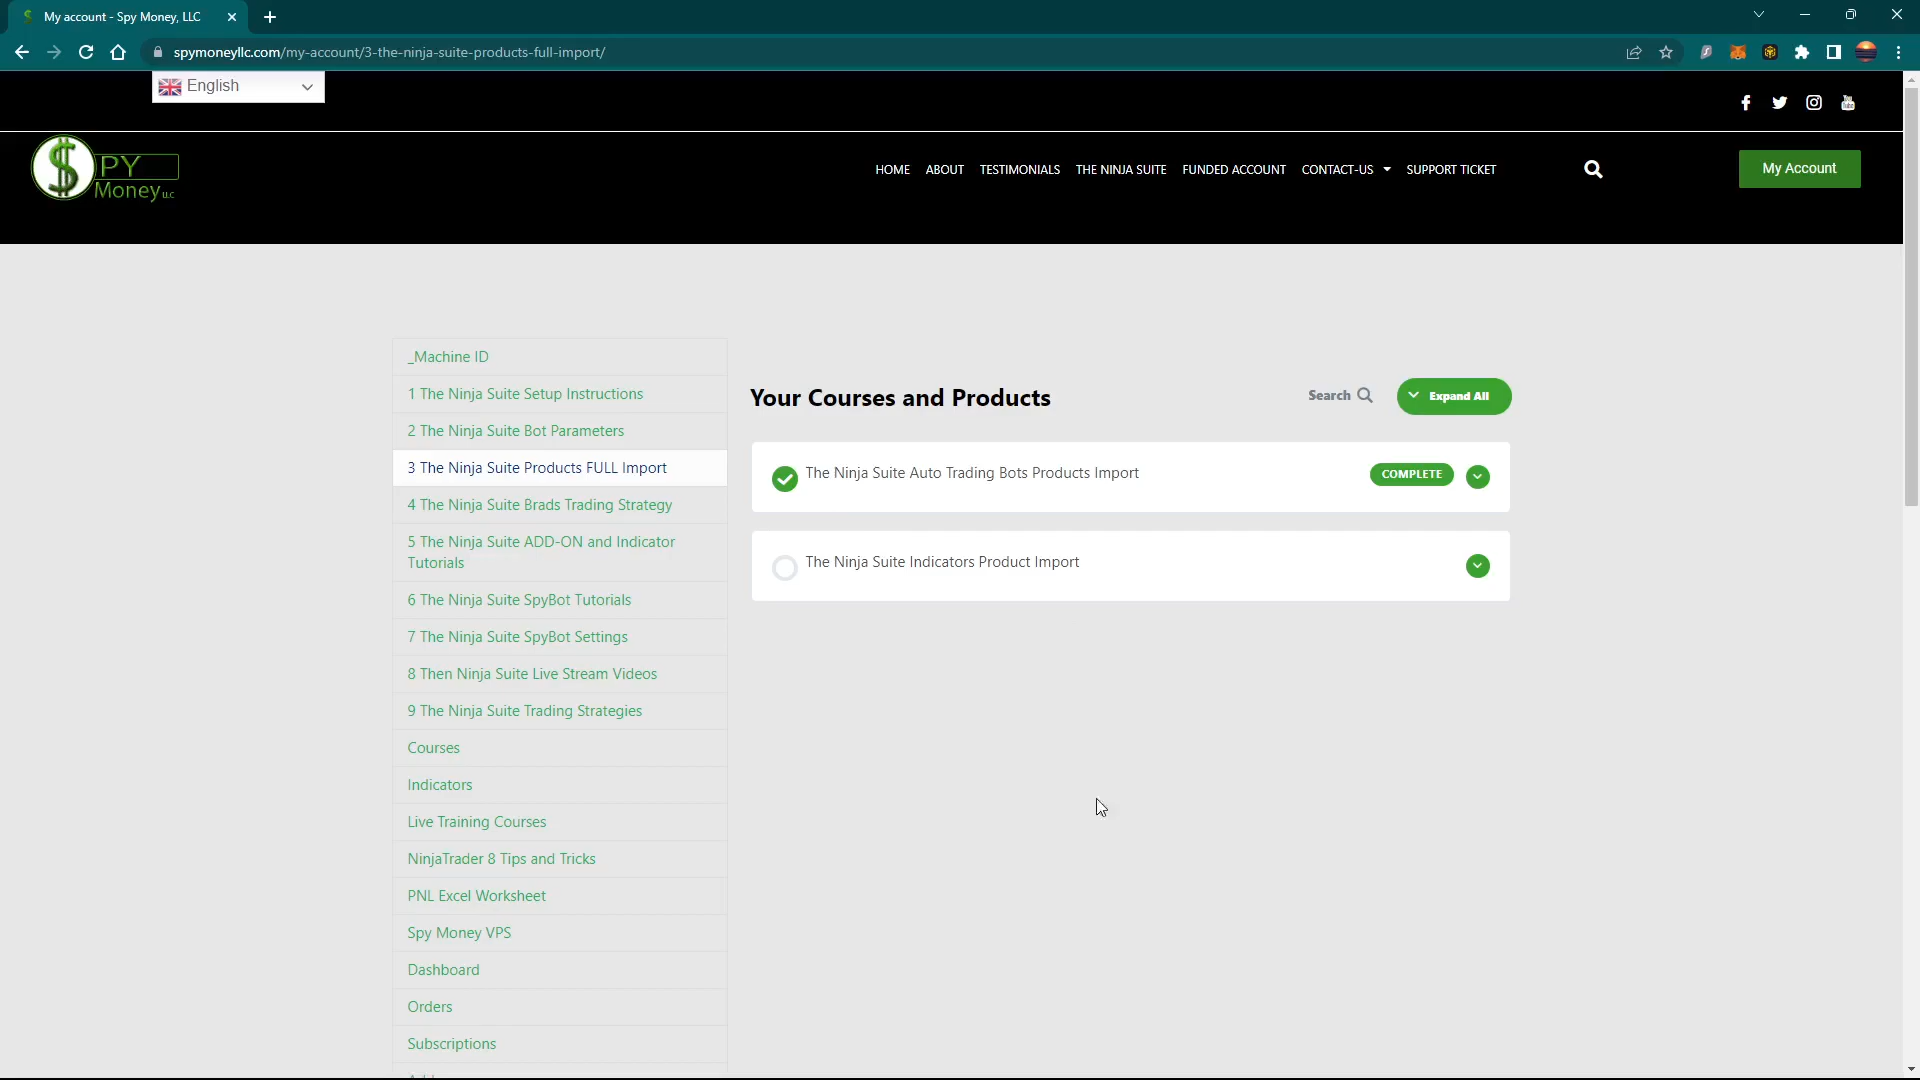 My account - Spy Money, LLC
spymoneyllc.com/my-account/3-the-ninja-suite-products-full-import/
English
$PY
Money LLC
HOME
ABOUT
TESTIMONIALS
THE NINJA SUITE
FUNDED ACCOUNT
CONTACT-US
SUPPORT TICKET
My Account
_Machine ID
1 The Ninja Suite Setup Instructions
2 The Ninja Suite Bot Parameters
3 The Ninja Suite Products FULL Import
4 The Ninja Suite Brads Trading Strategy
5 The Ninja Suite ADD-ON and Indicator
Tutorials
6 The Ninja Suite SpyBot Tutorials
7 The Ninja Suite SpyBot Settings
8 Then Ninja Suite Live Stream Videos
9 The Ninja Suite Trading Strategies
Courses
Indicators
Live Training Courses
NinjaTrader 8 Tips and Tricks
PNL Excel Worksheet
Spy Money VPS
Dashboard
Orders
Subscriptions
Your Courses and Products
Search
Expand All
The Ninja Suite Auto Trading Bots Products Import
COMPLETE
The Ninja Suite Indicators Product Import